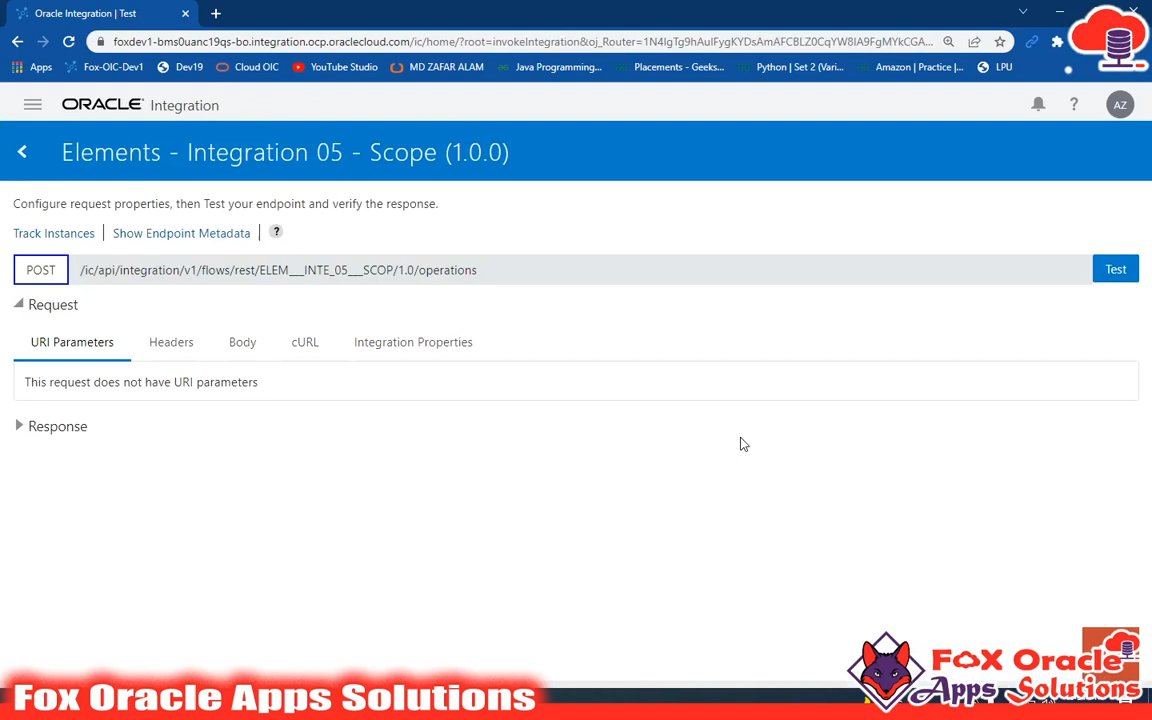 Oracle Integration | Test
foxdev1-bms0uanc19qs-bo.integration.ocp.oraclecloud.com/ic/home/?root=invokeIntegration&oj_Router=1N4IgTg9hAuIFygKYDsAmAFCBLZ0CqYW8IA9FgMYkCGA...
Apps Fox-OIC-Dev1 Dev19 Cloud OIC YouTube Studio MD ZAFAR ALAM Java Programming... Placements - Geeks... Python | Set 2 (Vari... Amazon | Practice |... LPU
ORACLE Integration
? AZ
Elements - Integration 05 - Scope (1.0.0)
Configure request properties, then Test your endpoint and verify the response.
Track Instances Show Endpoint Metadata ?
POST /ic/api/integration/v1/flows/rest/ELEM___INTE_05___SCOP/1.0/operations Test
Request
URI Parameters Headers Body cURL Integration Properties
This request does not have URI parameters
Response
Fox Oracle Apps Solutions
FOX Oracle
Apps Solutions